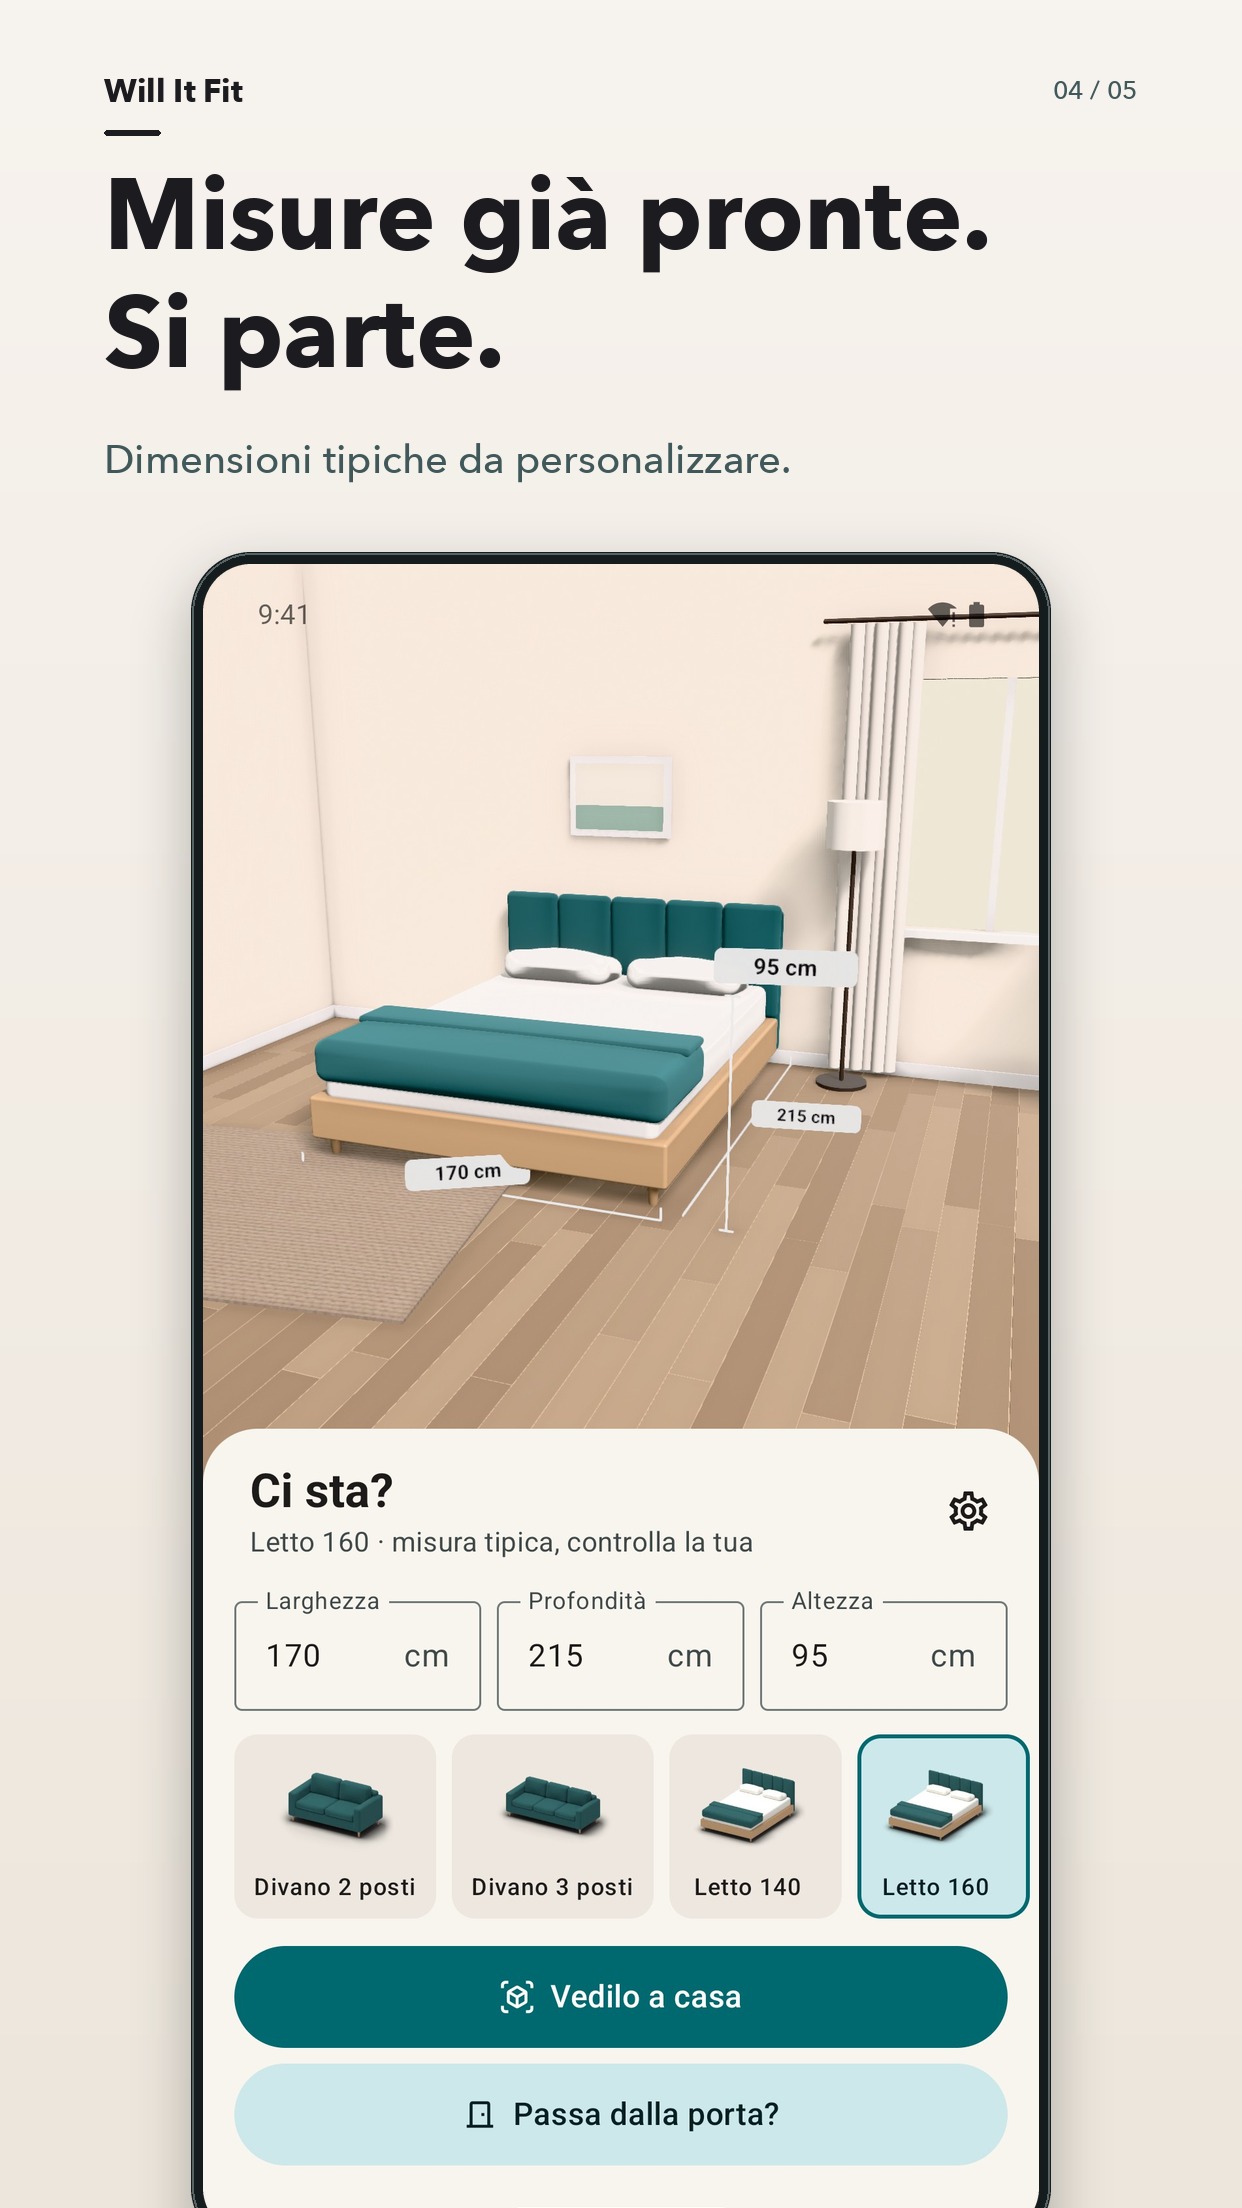 Will It Fit
04 / 05
Misure già pronte.
Si parte.
Dimensioni tipiche da personalizzare.
9:41
95 cm
215 cm
170 cm
Ci sta?
Letto 160 · misura tipica, controlla la tua
Larghezza
Profondità
Altezza
170 cm
215 cm
95 cm
Divano 2 posti
Divano 3 posti
Letto 140
Letto 160
Vedilo a casa
Passa dalla porta?